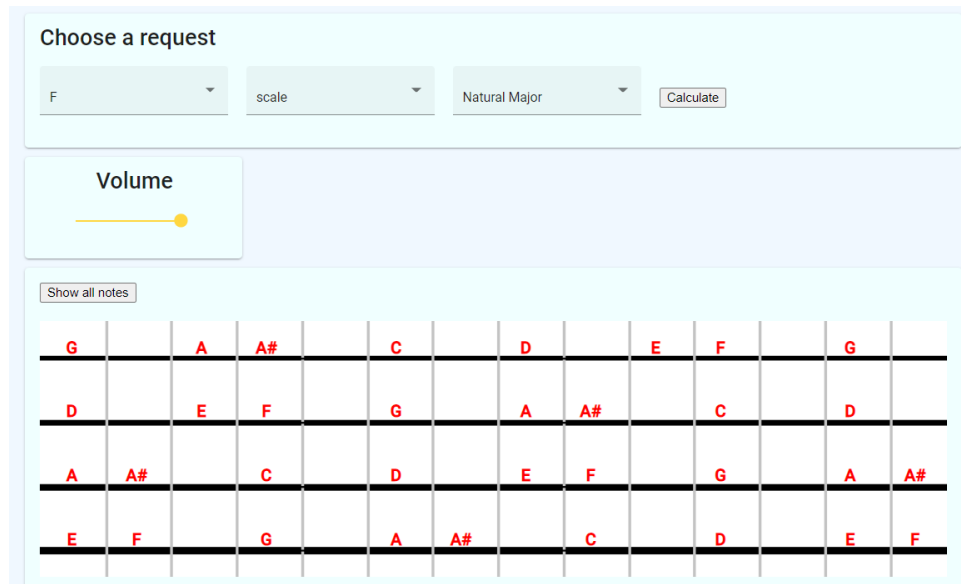 Choose a request
F scale Natural Major Calculate
Volume
Show all notes
G A A# C D E F G
D E F G A A# C D
A A# C D E F G A A#
E F G A A# C D E F